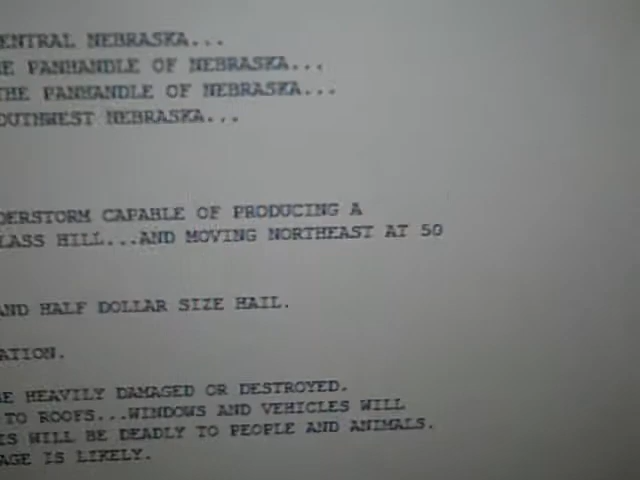 ENTRAL NEBRASKA...
E PANHANDLE OF NEBRASKA...
THE PANHANDLE OF NEBRASKA...
OUTHWEST NEBRASKA...
DERSTORM CAPABLE OF PRODUCING A
LASS HILL...AND MOVING NORTHEAST AT 50
AND HALF DOLLAR SIZE HAIL.
ATION.
E HEAVILY DAMAGED OR DESTROYED.
TO ROOFS...WINDOWS AND VEHICLES WILL
IS WILL BE DEADLY TO PEOPLE AND ANIMALS.
AGE IS LIKELY.